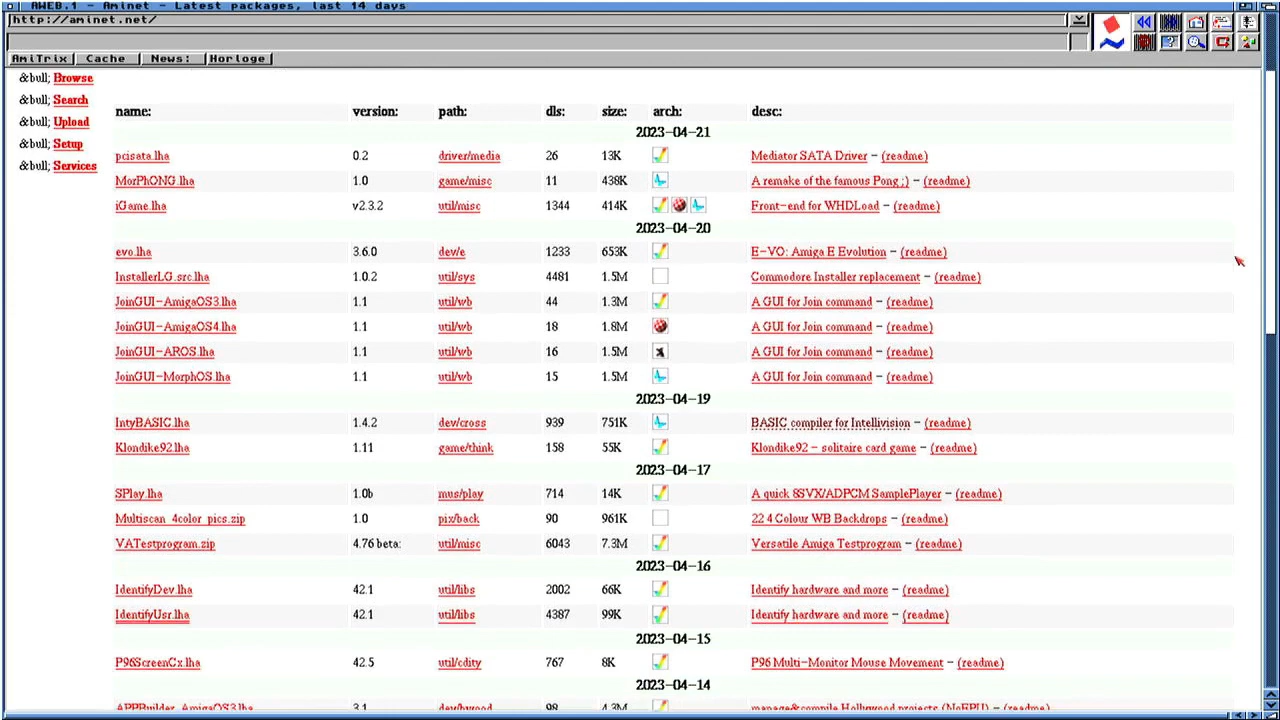 AWEB.1 - Aminet - Latest packages, last 14 days
http://aminet.net/
AmiTrix Cache News: Horloge
&bull; Browse
&bull; Search
&bull; Upload
&bull; Setup
&bull; Services
name: version: path: dls: size: arch: desc:
2023-04-21
pcisata.lha 0.2 driver/media 26 13K Mediator SATA Driver - (readme)
MorPhONG.lha 1.0 game/misc 11 438K A remake of the famous Pong ;) - (readme)
iGame.lha v2.3.2 util/misc 1344 414K Front-end for WHDLoad - (readme)
2023-04-20
evo.lha 3.6.0 dev/e 1233 653K E-VO: Amiga E Evolution - (readme)
InstallerLG.src.lha 1.0.2 util/sys 4481 1.5M Commodore Installer replacement - (readme)
JoinGUI-AmigaOS3.lha 1.1 util/wb 44 1.3M A GUI for Join command - (readme)
JoinGUI-AmigaOS4.lha 1.1 util/wb 18 1.8M A GUI for Join command - (readme)
JoinGUI-AROS.lha 1.1 util/wb 16 1.5M A GUI for Join command - (readme)
JoinGUI-MorphOS.lha 1.1 util/wb 15 1.5M A GUI for Join command - (readme)
2023-04-19
IntyBASIC.lha 1.4.2 dev/cross 939 751K BASIC compiler for Intellivision - (readme)
Klondike92.lha 1.11 game/think 158 55K Klondike92 - solitaire card game - (readme)
2023-04-17
SPlay.lha 1.0b mus/play 714 14K A quick 8SVX/ADPCM SamplePlayer - (readme)
Multiscan_4color_pics.zip 1.0 pix/back 90 961K 22 4 Colour WB Backdrops - (readme)
VATestprogram.zip 4.76 beta: util/misc 6043 7.3M Versatile Amiga Testprogram - (readme)
2023-04-16
IdentifyDev.lha 42.1 util/libs 2002 66K Identify hardware and more - (readme)
IdentifyUsr.lha 42.1 util/libs 4387 99K Identify hardware and more - (readme)
2023-04-15
P96ScreenCx.lha 42.5 util/cdity 767 8K P96 Multi-Monitor Mouse Movement - (readme)
2023-04-14
APPBuilder_AmigaOS3.lha 3.1 dev/hwood 98 4.3M manage&compile Hollywood projects (NoFPU) - (readme)